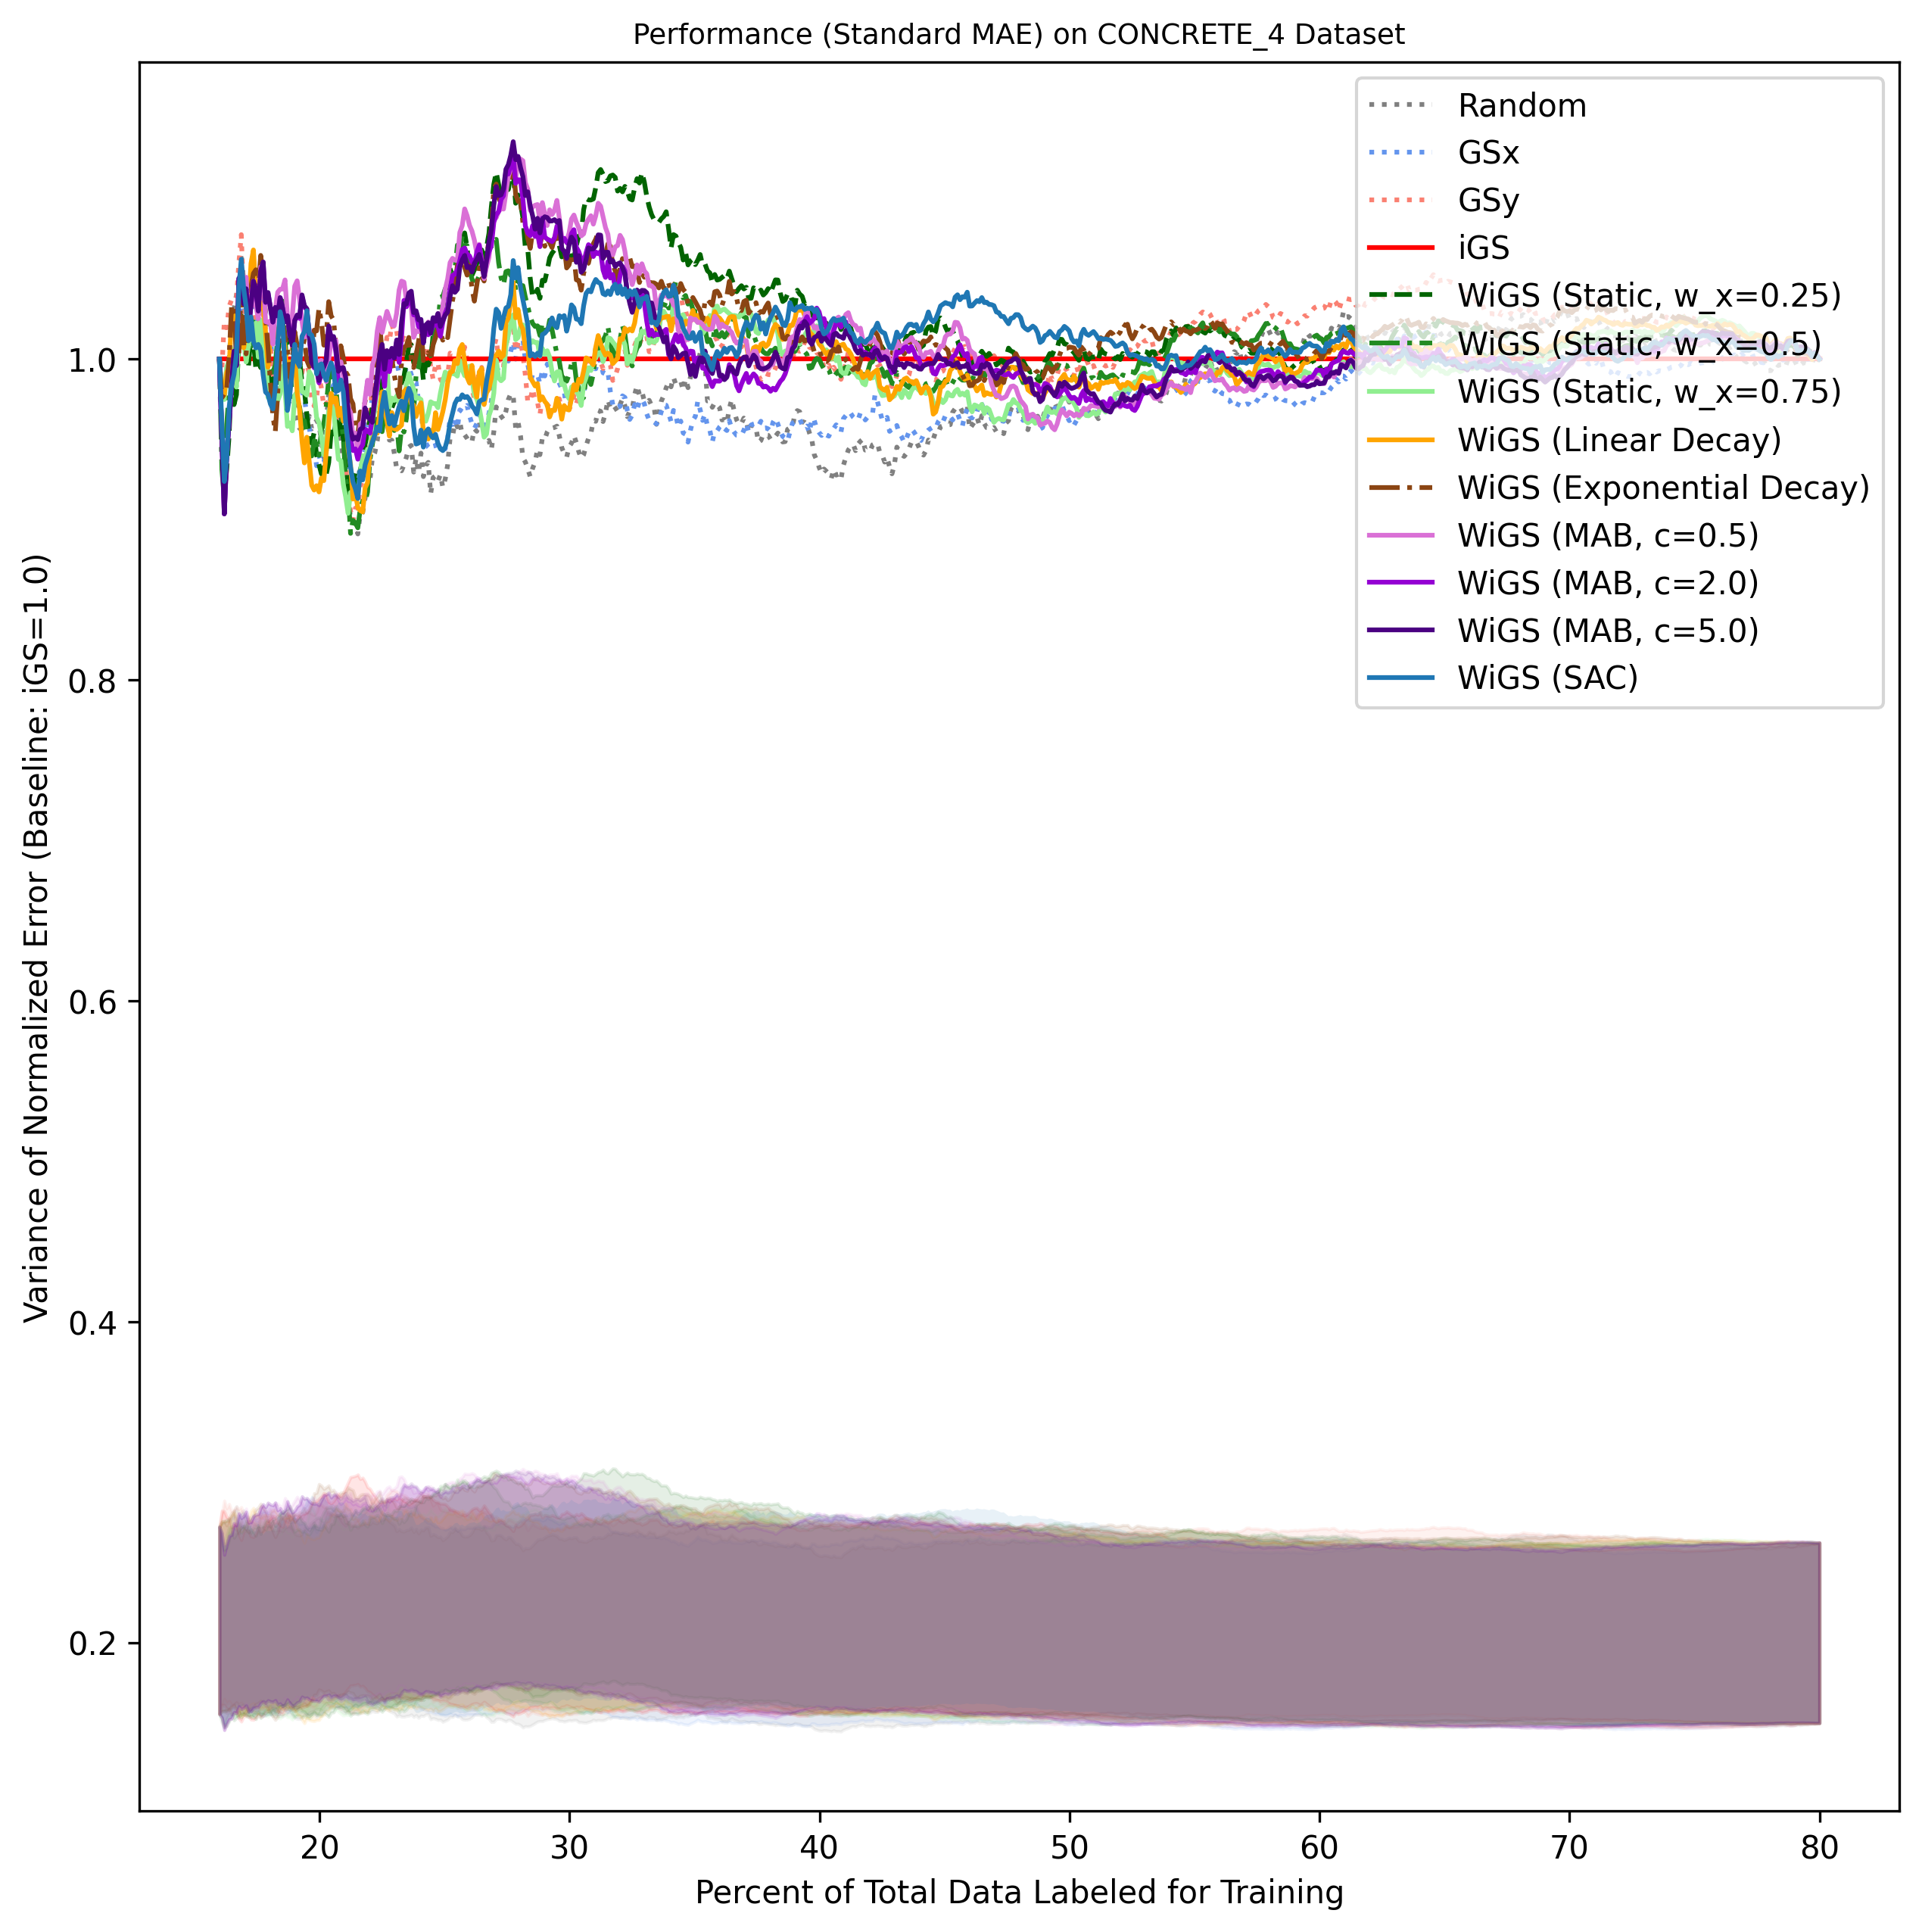 Performance (Standard MAE) on CONCRETE_4 Dataset
Random
GSx
GSy
iGS
WiGS (Static, w_x=0.25)
WiGS (Static, w_x=0.5)
WiGS (Static, w_x=0.75)
WiGS (Linear Decay)
WiGS (Exponential Decay)
WiGS (MAB, c=0.5)
WiGS (MAB, c=2.0)
WiGS (MAB, c=5.0)
WiGS (SAC)
Variance of Normalized Error (Baseline: iGS=1.0)
1.0
0.8
0.6
0.4
0.2
20 30 40 50 60 70 80
Percent of Total Data Labeled for Training